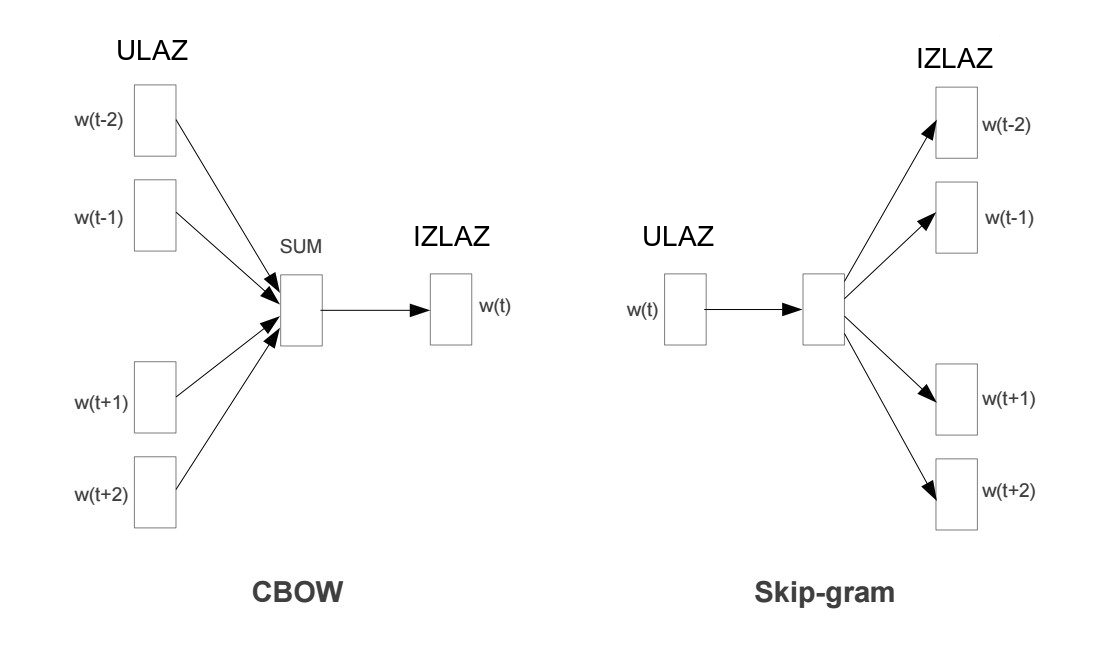 ULAZ
w(t-2)
w(t-1)
SUM
IZLAZ
w(t)
w(t+1)
w(t+2)
CBOW
IZLAZ
w(t-2)
w(t-1)
ULAZ
w(t)
w(t+1)
w(t+2)
Skip-gram